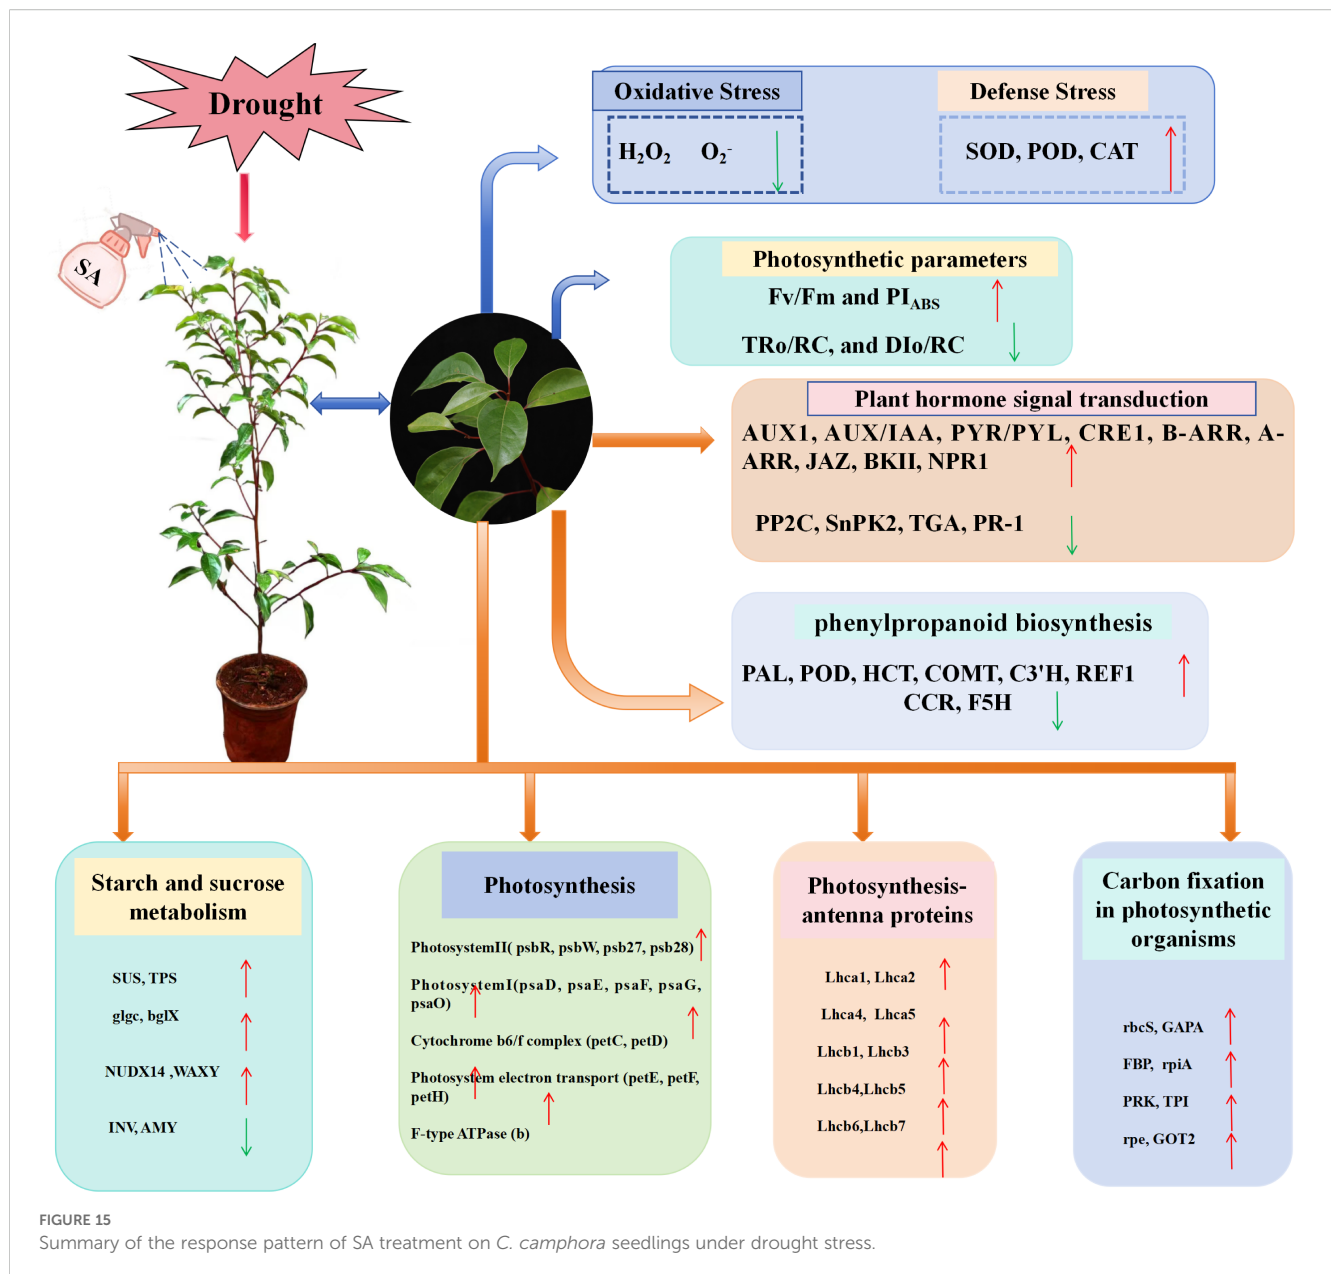 Drought
SA
Oxidative Stress
H₂O₂ O₂⁻
Defense Stress
SOD, POD, CAT
Photosynthetic parameters
Fv/Fm and PI_ABS
TRo/RC, and DIo/RC
Plant hormone signal transduction
AUX1, AUX/IAA, PYR/PYL, CRE1, B-ARR, A-
ARR, JAZ, BKII, NPR1
PP2C, SnPK2, TGA, PR-1
phenylpropanoid biosynthesis
PAL, POD, HCT, COMT, C3'H, REF1
CCR, F5H
Starch and sucrose
metabolism
SUS, TPS
glgc, bglX
NUDX14 ,WAXY
INV, AMY
Photosynthesis
PhotosystemII( psbR, psbW, psb27, psb28)
PhotosystemI(psaD, psaE, psaF, psaG,
psaO)
Cytochrome b6/f complex (petC, petD)
Photosystem electron transport (petE, petF,
petH)
F-type ATPase (b)
Photosynthesis-
antenna proteins
Lhca1, Lhca2
Lhca4, Lhca5
Lhcb1, Lhcb3
Lhcb4,Lhcb5
Lhcb6,Lhcb7
Carbon fixation
in photosynthetic
organisms
rbcS, GAPA
FBP, rpiA
PRK, TPI
rpe, GOT2
FIGURE 15
Summary of the response pattern of SA treatment on C. camphora seedlings under drought stress.